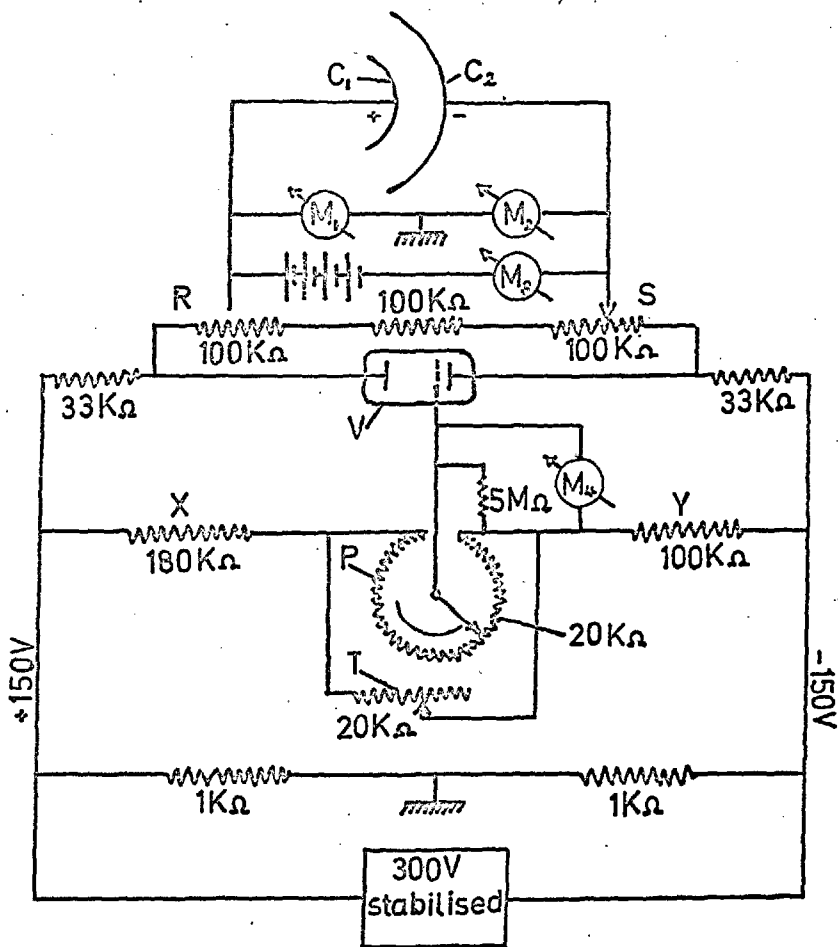 C₁ C₂
+ −
M₁ M₂
M₃
R 100KΩ S
100KΩ 100KΩ
33KΩ 33KΩ
V
X 5MΩ M₄ Y
180KΩ 100KΩ
P
20KΩ
T
20KΩ
+150V
-150V
1KΩ 1KΩ
300V
stabilised